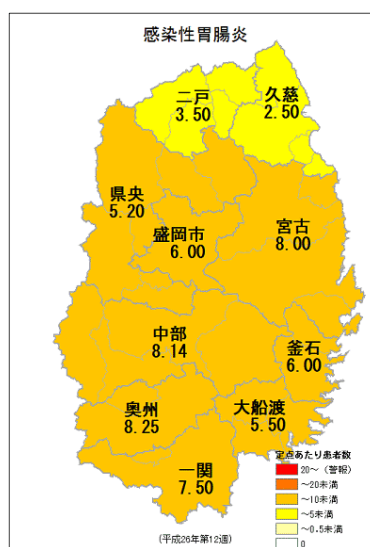 感染性胃腸炎
二戸
3.50
久慈
2.50
県央
5.20
盛岡市
6.00
宮古
8.00
中部
8.14
釜石
6.00
奥州
8.25
大船渡
5.50
一関
7.50
定点あたり患者数
20～（警報）
～20未満
～10未満
～5未満
～0.5未満
0
(平成26年第12週)